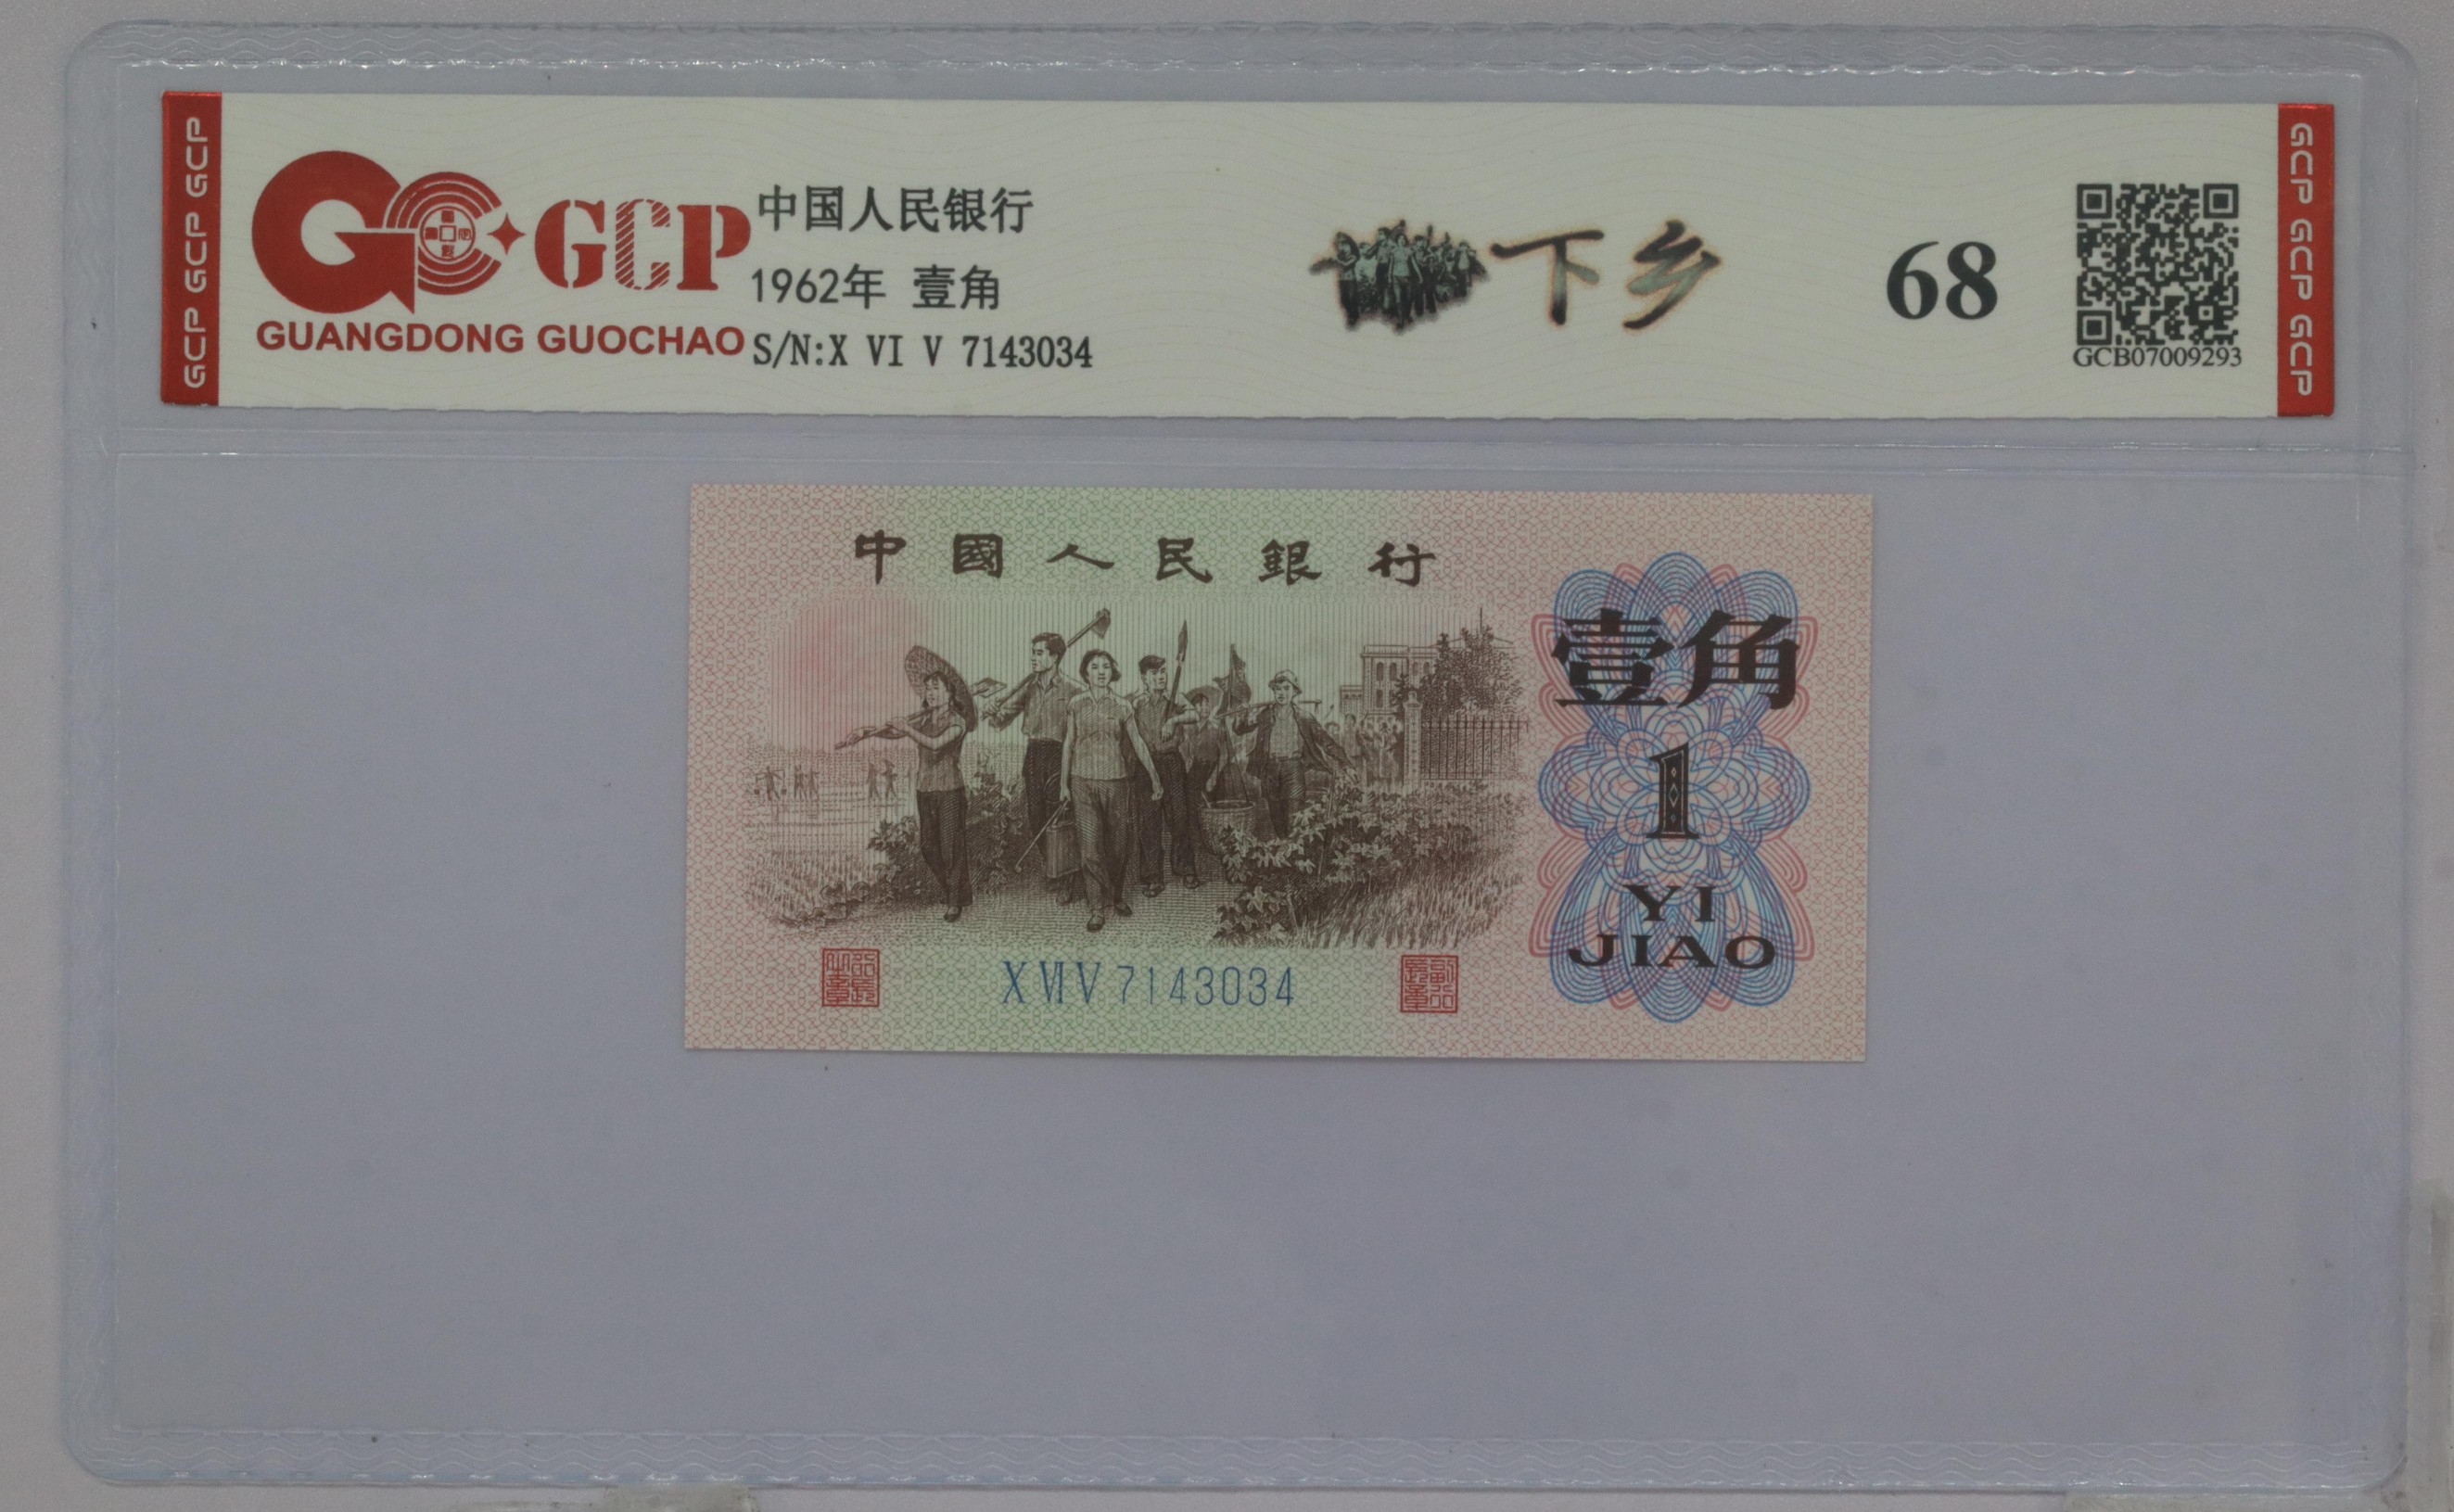 GCP GCP GCP
GCP
GUANGDONG GUOCHAO
中国人民银行
1962年 壹角
S/N:X VI V 7143034
下乡
68
GCB07009293
GCP GCP GCP
中國人民銀行
壹角
1
YI
JIAO
X VI V 7143034